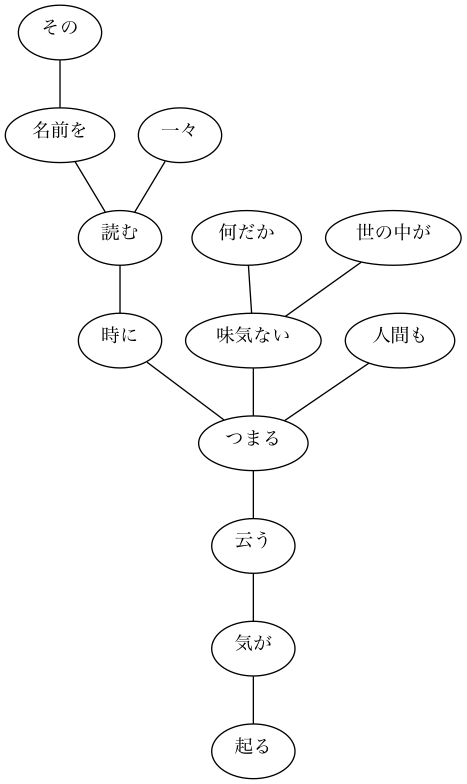 その
名前を
一々
読む
何だか
世の中が
時に
味気ない
人間も
つまる
云う
気が
起る